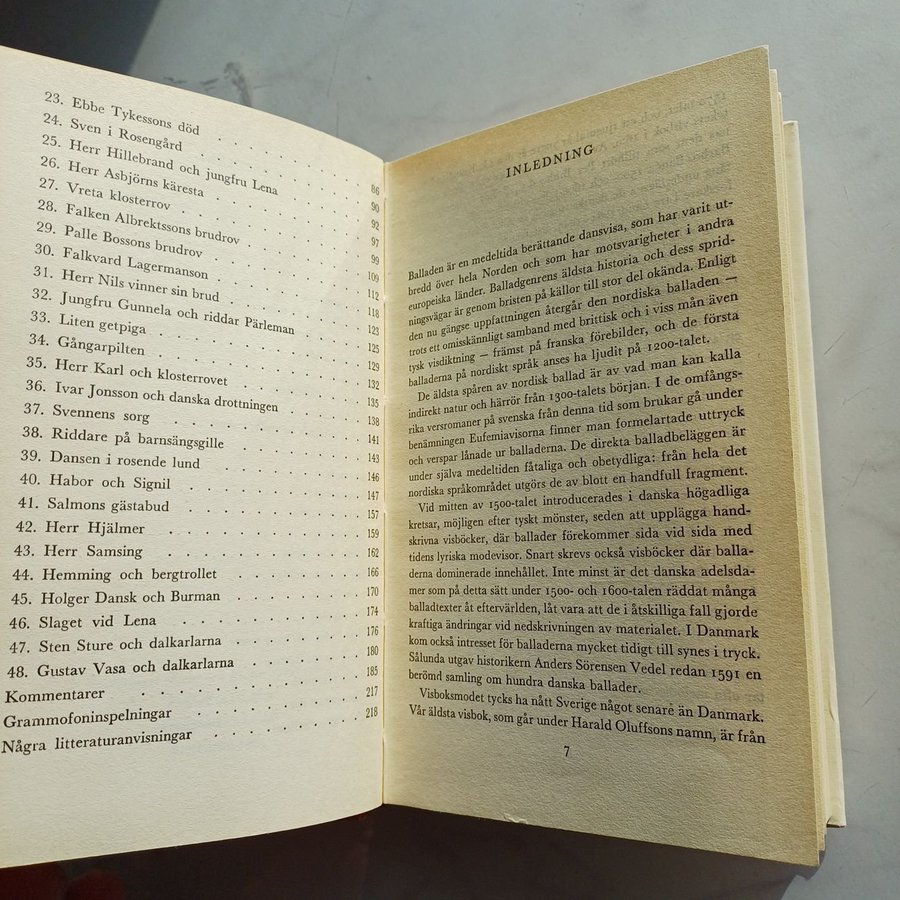 23. Ebbe Tykessons död 86
24. Sven i Rosengård 90
25. Herr Hillebrand och jungfru Lena 92
26. Herr Asbjörns käresta 97
27. Vreta klosterrov 99
28. Falken Albrektssons brudrov 109
29. Palle Bossons brudrov 112
30. Falkvard Lagermanson 118
31. Herr Nils vinner sin brud 123
32. Jungfru Gunnela och riddar Pärleman 125
33. Liten getpiga 129
34. Gångarpilten 132
35. Herr Karl och klosterrovet 135
36. Ivar Jonsson och danska drottningen 138
37. Svennens sorg 141
38. Riddare på barnsängsgille 143
39. Dansen i rosende lund 146
40. Habor och Signil 147
41. Salmons gästabud 157
42. Herr Hjälmer 159
43. Herr Samsing 162
44. Hemming och bergtrollet 166
45. Holger Dansk och Burman 170
46. Slaget vid Lena 174
47. Sten Sture och dalkarlarna 176
48. Gustav Vasa och dalkarlarna 180
Kommentarer 185
Grammofoninspelningar 217
Några litteraturanvisningar 218
INLEDNING
Balladen är en medeltida berättande dansvisa, som har varit ut-
bredd över hela Norden och som har motsvarigheter i andra
europeiska länder. Balladgenrens äldsta historia och dess sprid-
ningsvägar är genom bristen på källor till stor del okända. Enligt
den nu gängse uppfattningen återgår den nordiska balladen —
trots ett omisskännligt samband med brittisk och i viss mån även
tysk visdiktning — främst på franska förebilder, och de första
balladerna på nordiskt språk anses ha ljudit på 1200-talet.
De äldsta spåren av nordisk ballad är av vad man kan kalla
indirekt natur och härrör från 1300-talets början. I de omfångs-
rika versromaner på svenska från denna tid som brukar gå under
benämningen Eufemiavisorna finner man formelartade uttryck
och verspar lånade ur balladerna. De direkta balladbeläggen är
under själva medeltiden fåtaliga och obetydliga: från hela det
nordiska språkområdet utgörs de av blott en handfull fragment.
Vid mitten av 1500-talet introducerades i danska högadliga
kretsar, möjligen efter tyskt mönster, seden att upplägga hand-
skrivna visböcker, där ballader förekommer sida vid sida med
tidens lyriska modevisor. Snart skrevs också visböcker där balla-
derna dominerade innehållet. Inte minst är det danska adelsda-
mer som på detta sätt under 1500- och 1600-talen räddat många
balladtexter åt eftervärlden, låt vara att de i åtskilliga fall gjorde
kraftiga ändringar vid nedskrivningen av materialet. I Danmark
kom också intresset för balladerna mycket tidigt till synes i tryck.
Sålunda utgav historikern Anders Sörensen Vedel redan 1591 en
berömd samling om hundra danska ballader.
Visboksmodet tycks ha nått Sverige något senare än Danmark.
Vår äldsta visbok, som går under Harald Oluffsons namn, är från
7